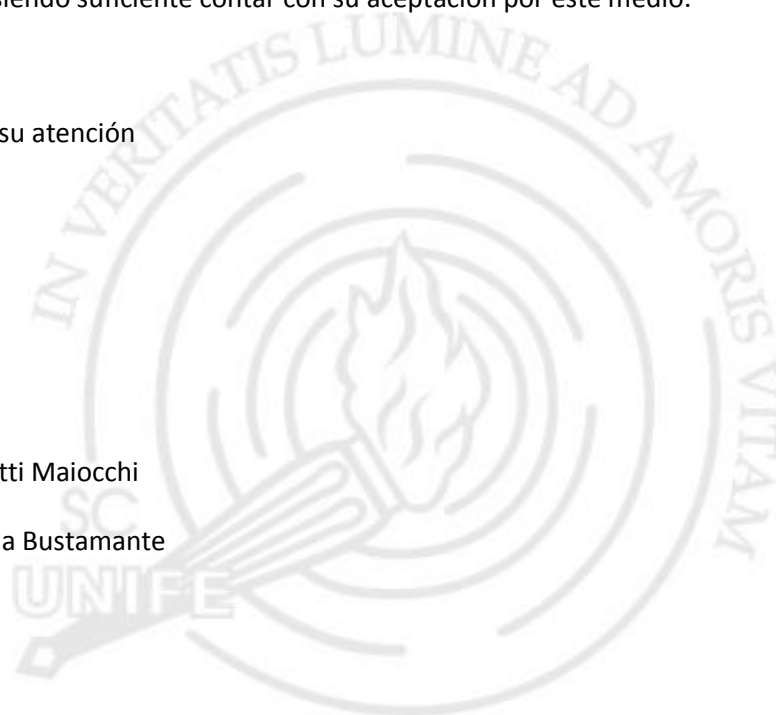 siendo suficiente contar con su aceptación por este medio.
IN VERITATIS LUMINE AD AMORIS VITAM
su atención
tti Maiocchi
SC
a Bustamante
UNIFE